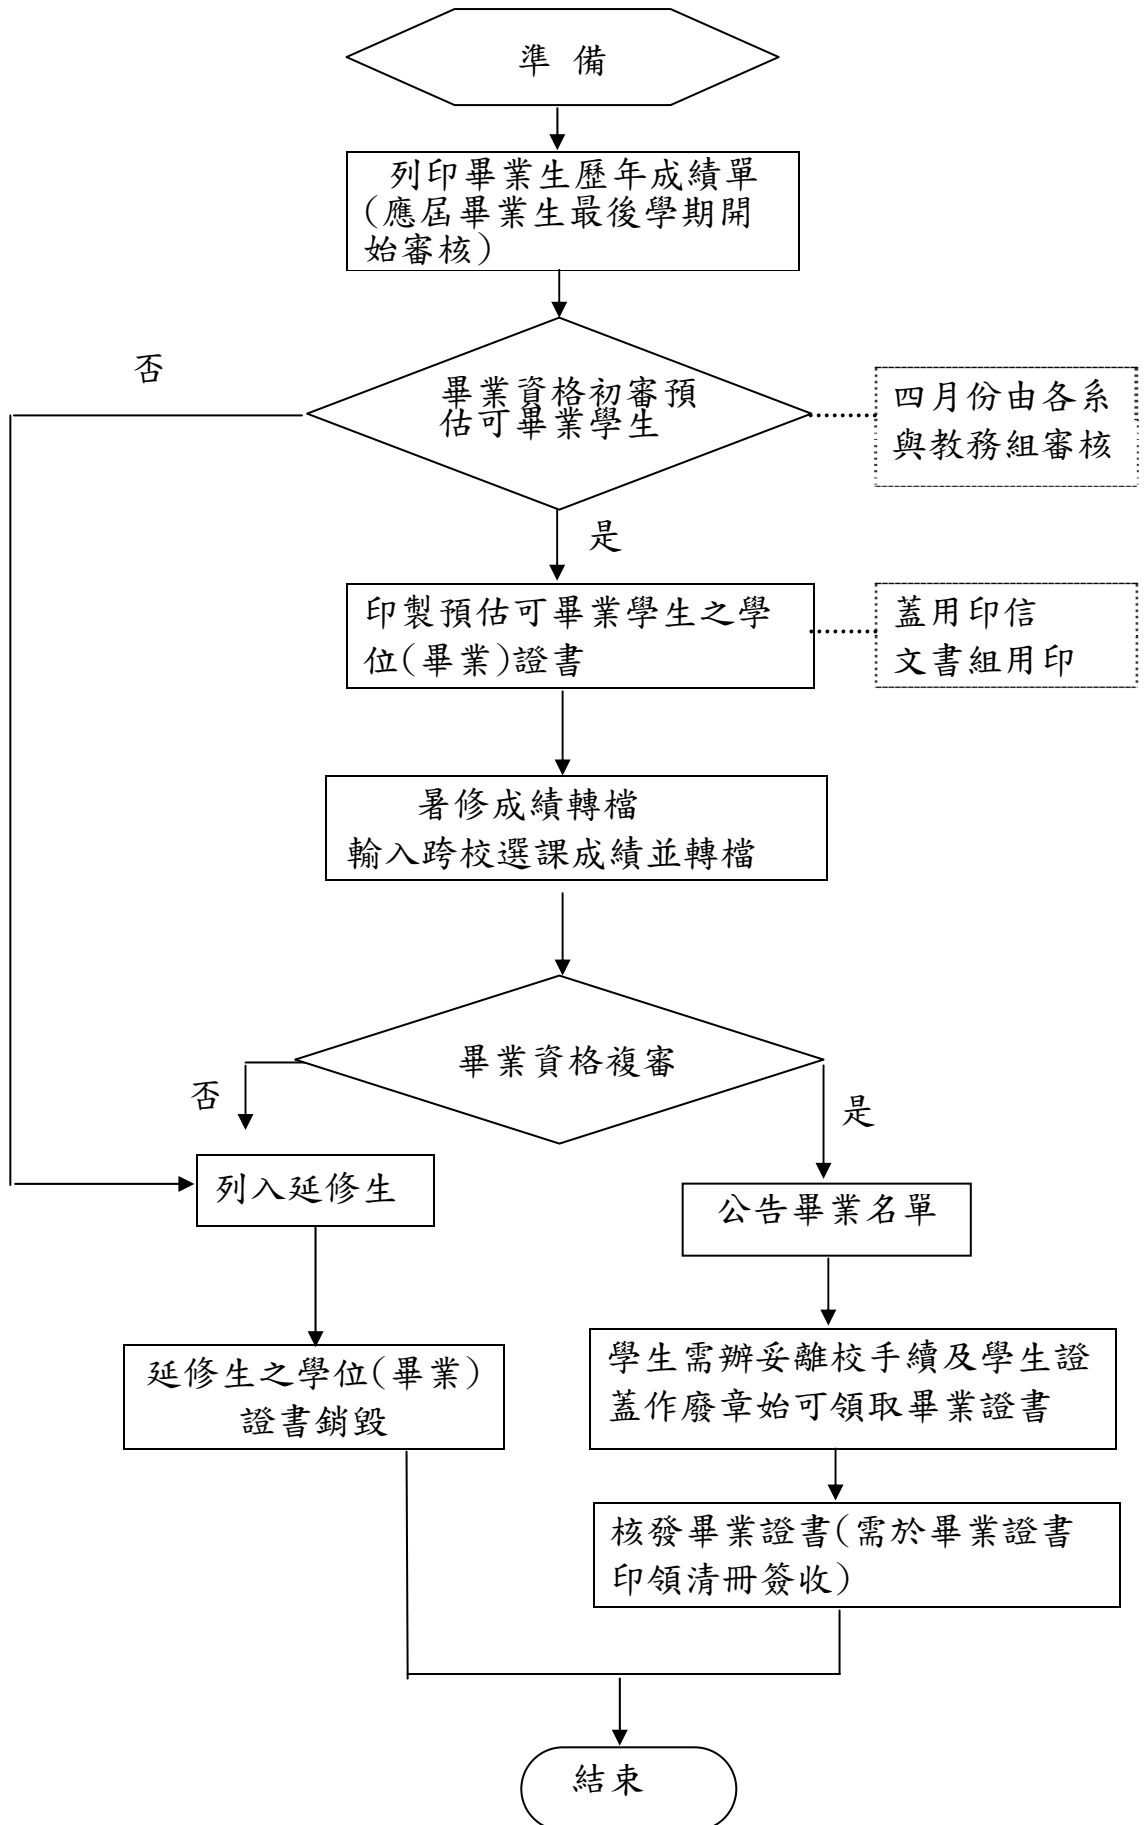 準 備
列印畢業生歷年成績單
(應屆畢業生最後學期開
始審核)
否
畢業資格初審預
估可畢業學生
四月份由各系
與教務組審核
是
印製預估可畢業學生之學
位(畢業)證書
蓋用印信
文書組用印
暑修成績轉檔
輸入跨校選課成績並轉檔
畢業資格複審
否
是
列入延修生
公告畢業名單
延修生之學位(畢業)
證書銷毀
學生需辦妥離校手續及學生證
蓋作廢章始可領取畢業證書
核發畢業證書(需於畢業證書
印領清冊簽收)
結束